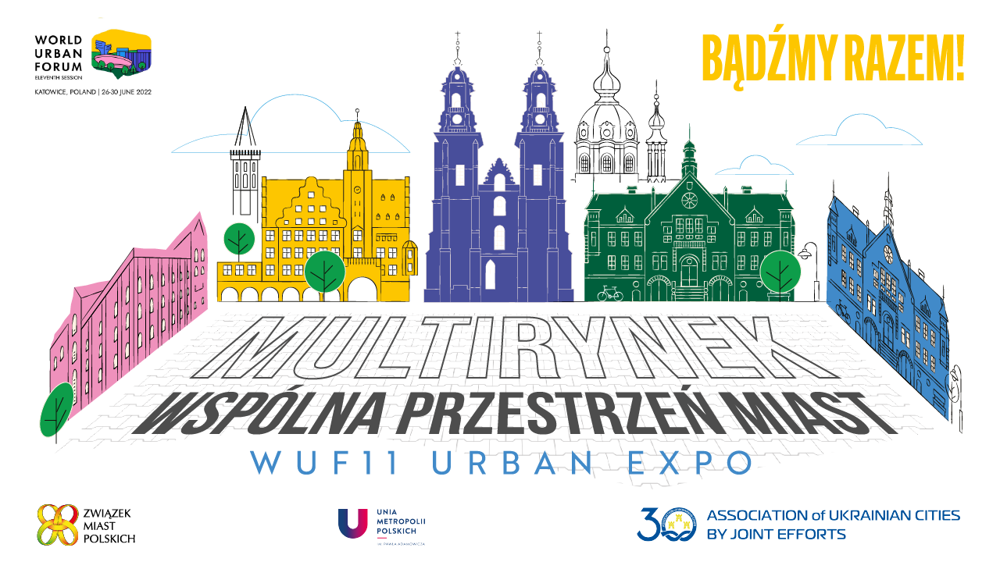 WORLD
URBAN
FORUM
ELEVENTH SESSION
KATOWICE, POLAND | 26-30 JUNE 2022
BĄDŹMY RAZEM!
MULTIRYNEK
WSPÓLNA PRZESTRZEŃ MIAST
WUF11 URBAN EXPO
ZWIĄZEK
MIAST
POLSKICH
UNIA
METROPOLII
POLSKICH
IM. PAWŁA ADAMOWICZA
30
ASSOCIATION of UKRAINIAN CITIES
BY JOINT EFFORTS